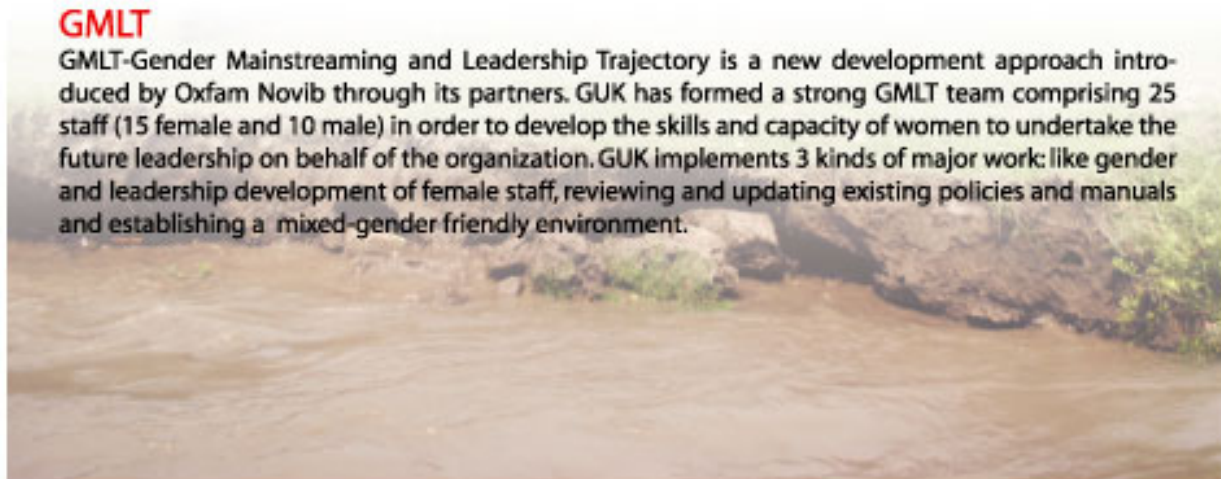 GMLT
GMLT-Gender Mainstreaming and Leadership Trajectory is a new development approach intro-
duced by Oxfam Novib through its partners. GUK has formed a strong GMLT team comprising 25
staff (15 female and 10 male) in order to develop the skills and capacity of women to undertake the
future leadership on behalf of the organization. GUK implements 3 kinds of major work: like gender
and leadership development of female staff, reviewing and updating existing policies and manuals
and establishing a mixed-gender friendly environment.